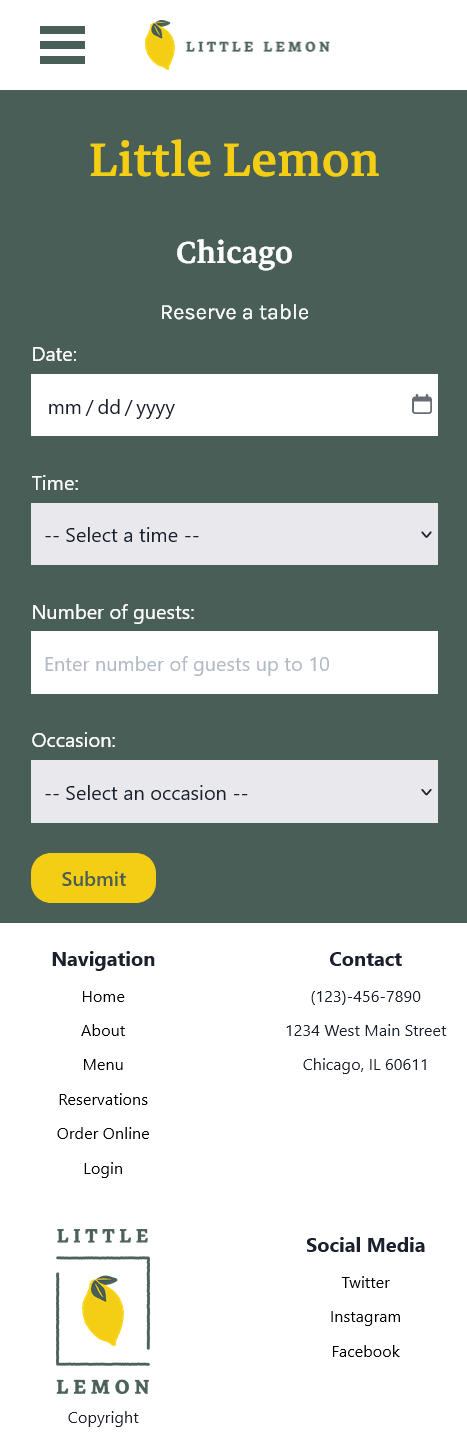 LITTLE LEMON
Little Lemon
Chicago
Reserve a table
Date:
mm / dd / yyyy
Time:
-- Select a time --
Number of guests:
Enter number of guests up to 10
Occasion:
-- Select an occasion --
Submit
Navigation
Home
About
Menu
Reservations
Order Online
Login
Contact
(123)-456-7890
1234 West Main Street
Chicago, IL 60611
LITTLE
LEMON
Copyright
Social Media
Twitter
Instagram
Facebook